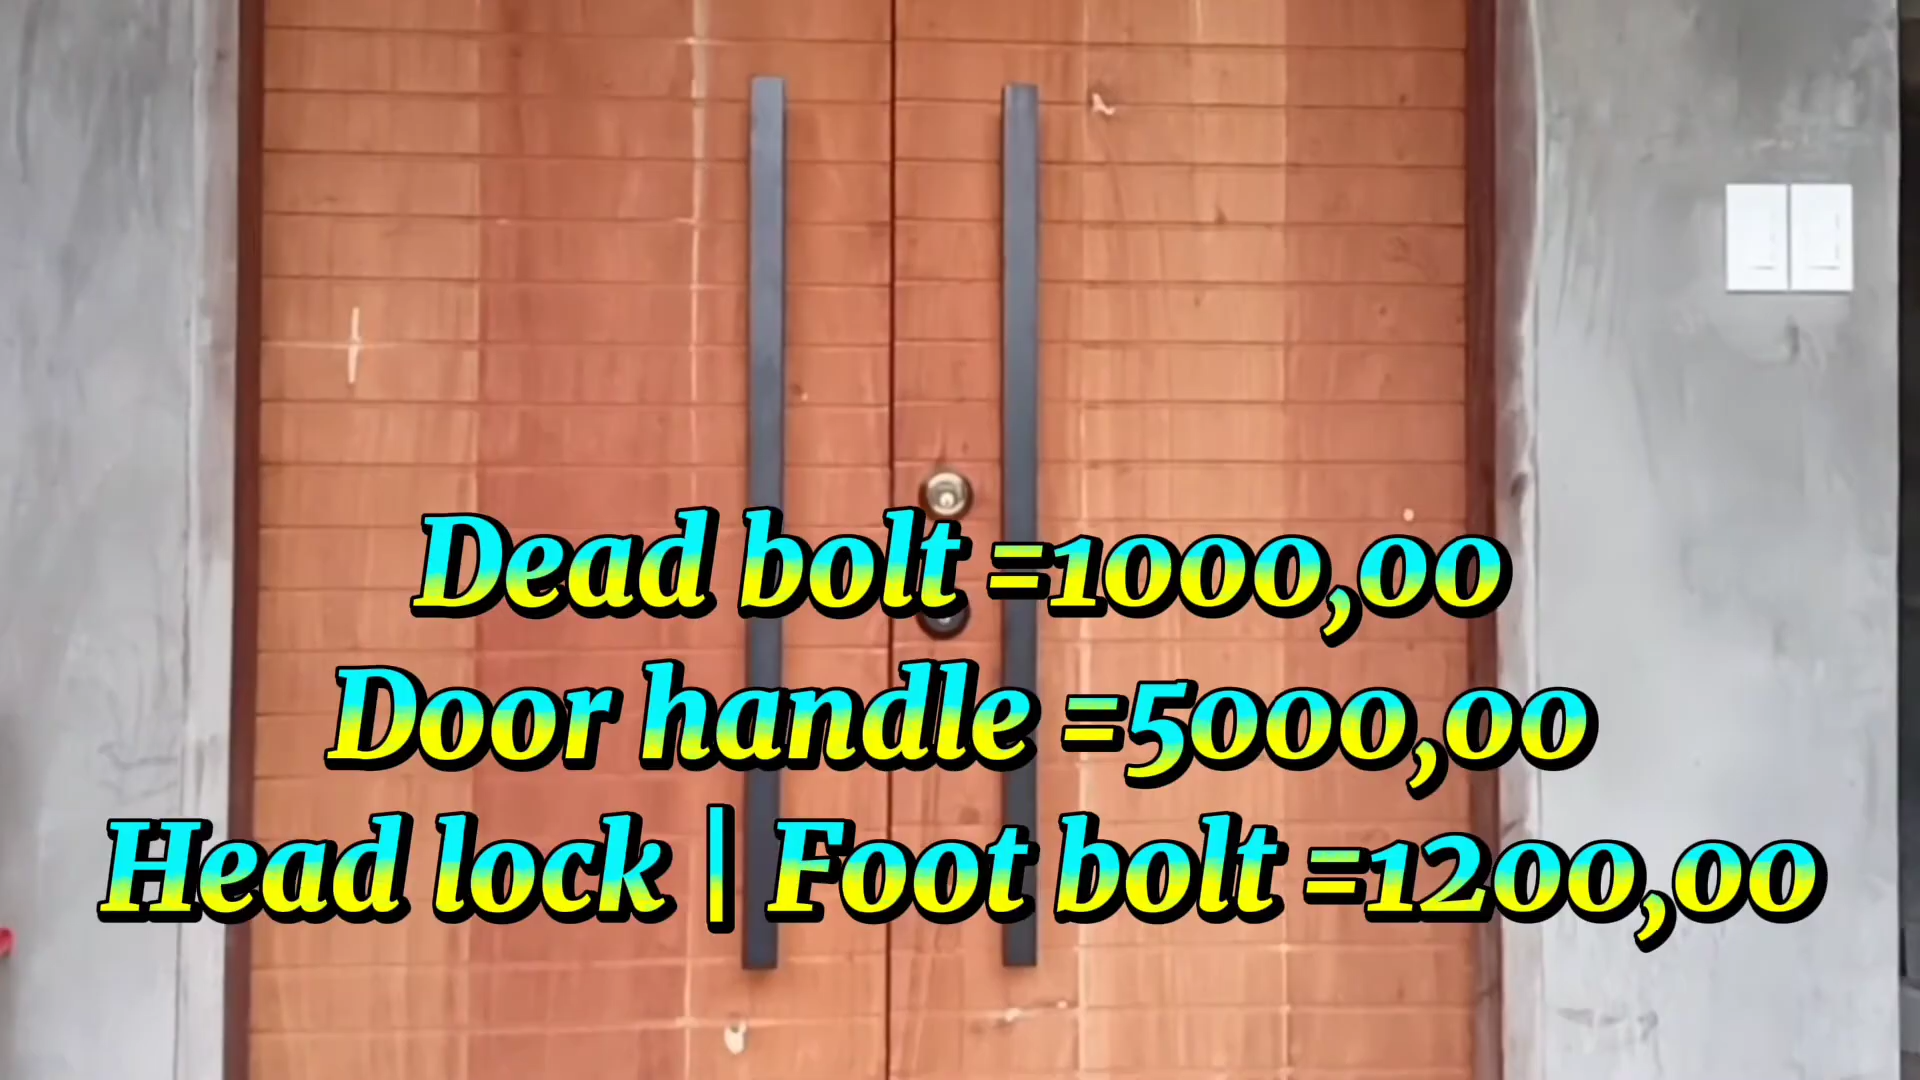 Dead bolt =1000,00
Door handle =5000,00
Head lock | Foot bolt =1200,00